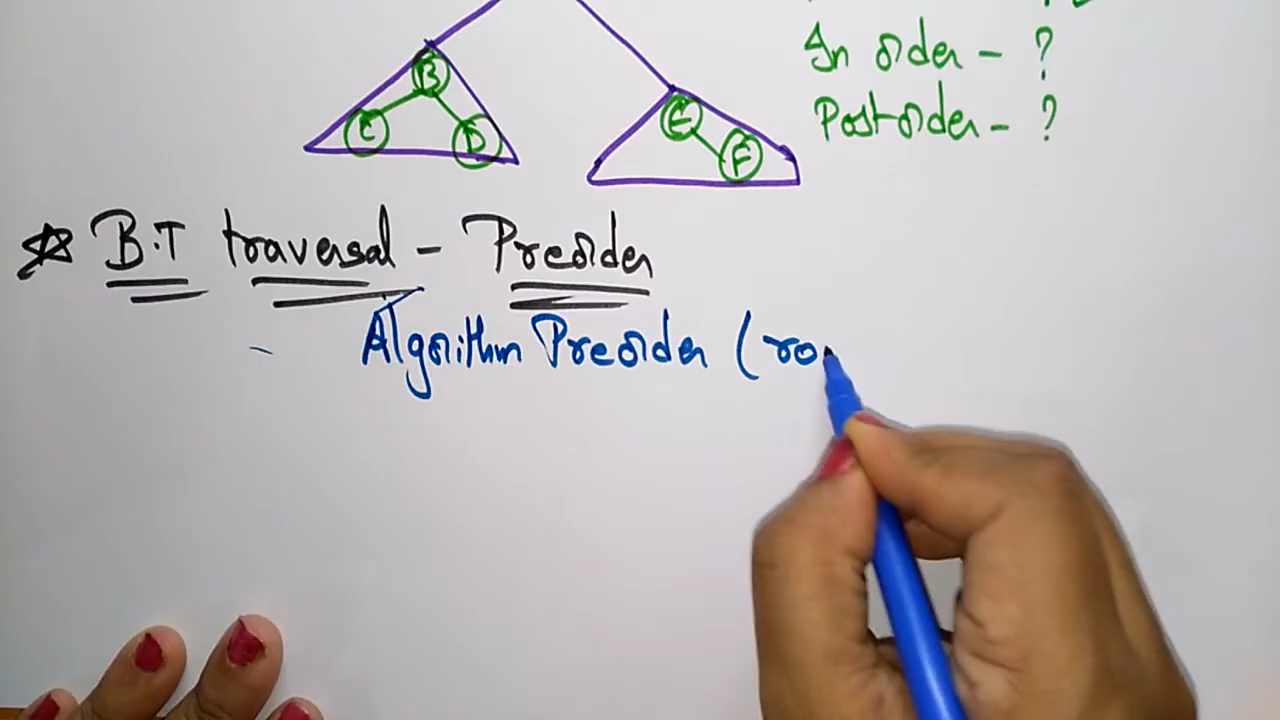 B
C D
E
F
In order - ?
Postorder - ?
B.T traversal - Preorder
- Algorithm Preorder (ro